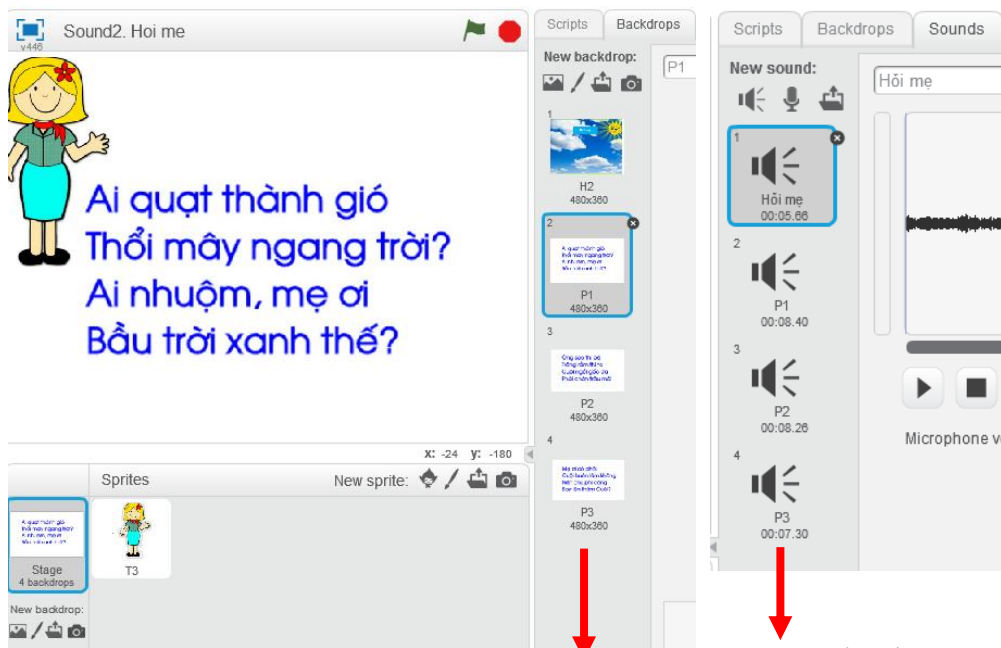 Sound2. Hoi me
v446
Ai quạt thành gió
Thổi mây ngang trời?
Ai nhuộm, mẹ ơi
Bầu trời xanh thế?
x: -24 y: -180
Sprites
New sprite:
Stage
4 backdrops
New backdrop:
T3
Scripts
Backdrops
New backdrop:
P1
1
H2
480x360
2
P1
480x360
3
P2
480x360
4
P3
480x360
Scripts
Backdrops
Sounds
New sound:
Hỏi mẹ
1
Hỏi mẹ
00:05.66
2
P1
00:08.40
3
P2
00:08.26
4
P3
00:07.30
Microphone